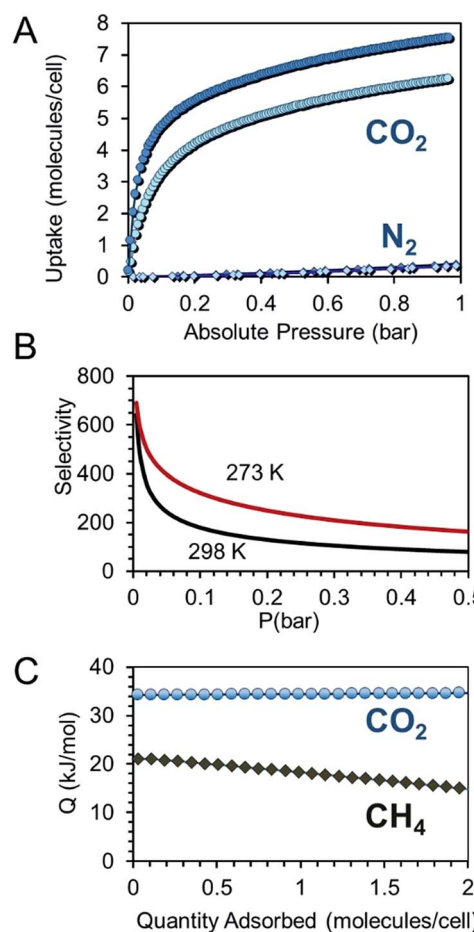 A
Uptake (molecules/cell)
8
7
6
5
4
3
2
1
0
CO₂
N₂
0 0.2 0.4 0.6 0.8 1
Absolute Pressure (bar)
B
Selectivity
800
600
400
200
0
273 K
298 K
0 0.1 0.2 0.3 0.4 0.5
P(bar)
C
Q (kJ/mol)
40
30
20
10
0
CO₂
CH₄
0 0.5 1 1.5 2
Quantity Adsorbed (molecules/cell)